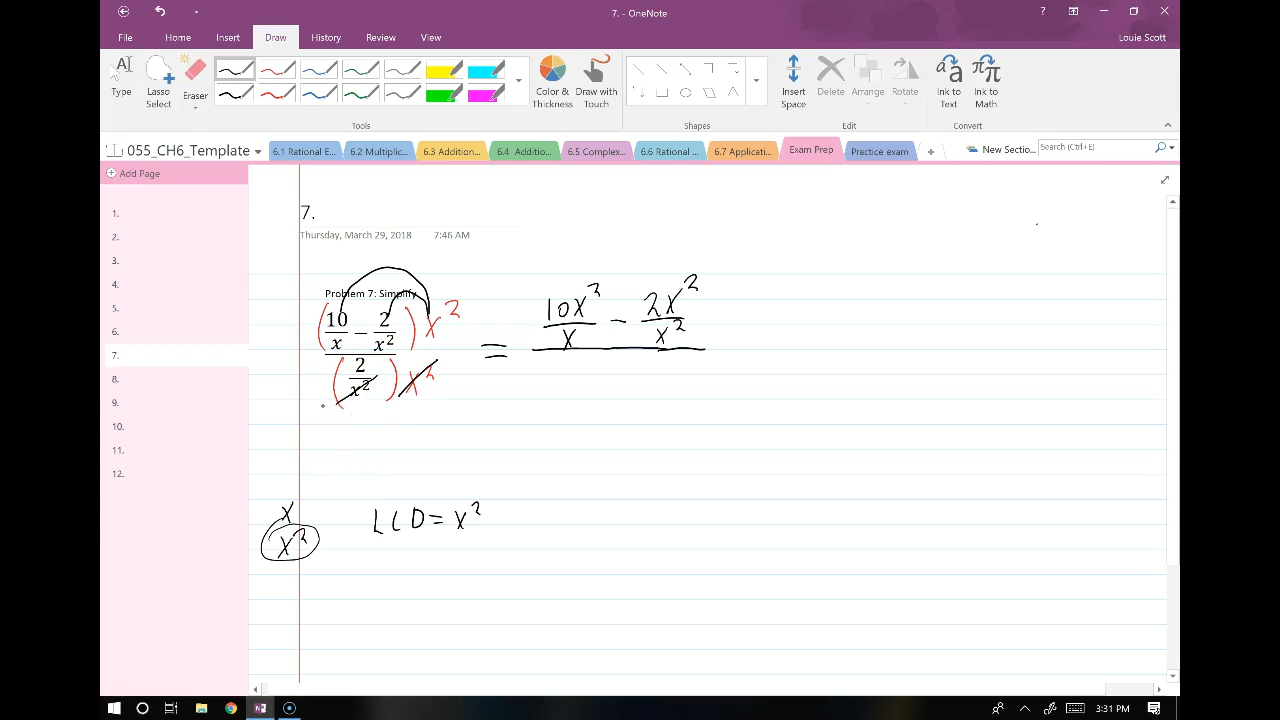 7. - OneNote
Louie Scott
File Home Insert Draw History Review View
Type Lasso Select Eraser Color & Thickness Draw with Touch Insert Space Delete Arrange Rotate Ink to Text Ink to Math
Tools Shapes Edit Convert
055_CH6_Template 6.1 Rational E... 6.2 Multiplic... 6.3 Addition... 6.4 Additio... 6.5 Complex... 6.6 Rational ... 6.7 Applicati... Exam Prep Practice exam New Sectio... Search (Ctrl+E)
Add Page
1.
2.
3.
4.
5.
6.
7.
8.
9.
10.
11.
12.
7.
Thursday, March 29, 2018 7:46 AM
Problem 7: Simplify
(10/x − 2/x²) x² / (2/x²) x² = 10x²/x − 2x²/x²
x
x²
LCD = x²
3:31 PM